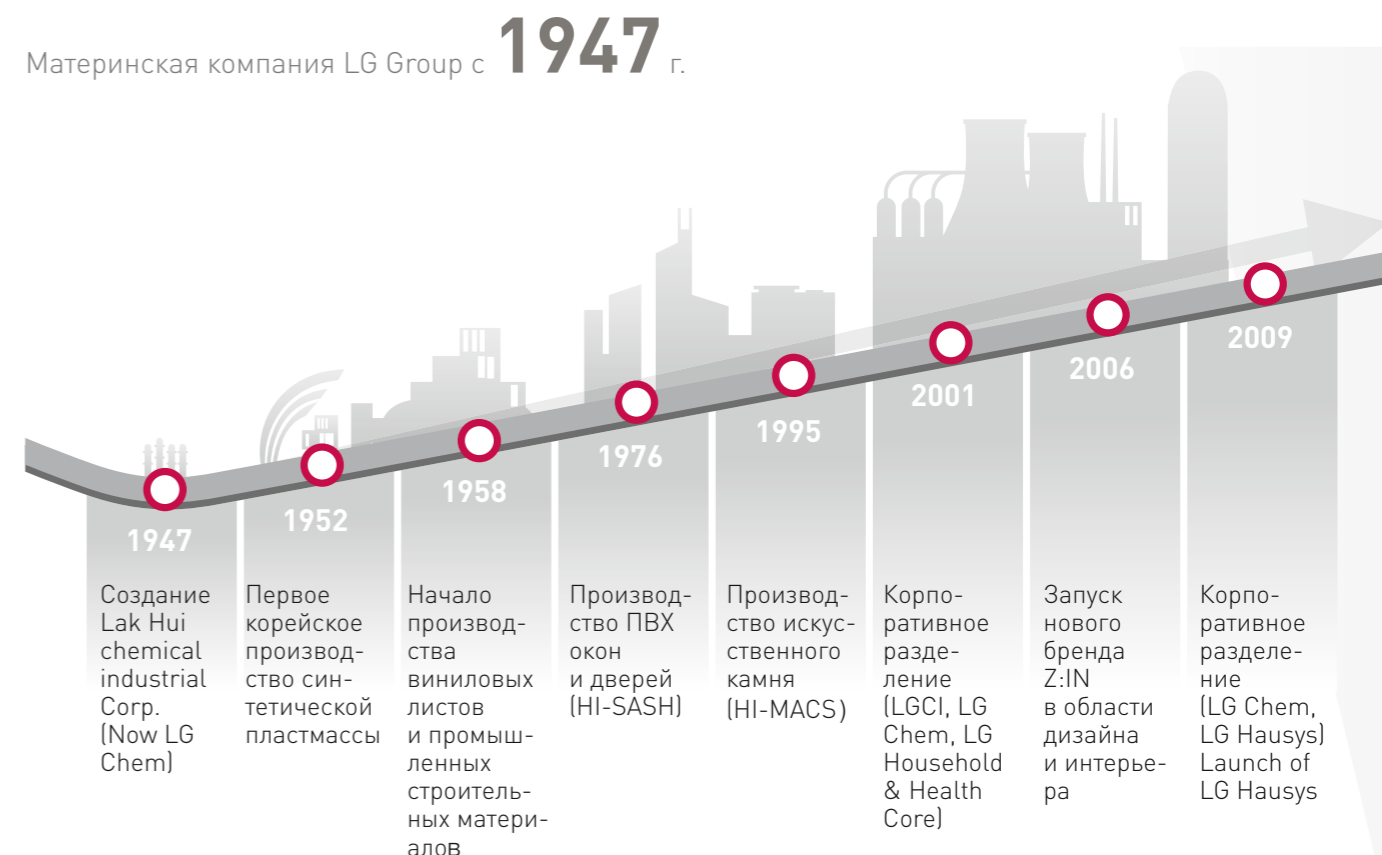 Материнская компания LG Group с 1947 г.
1947
Создание
Lak Hui
chemical
industrial
Corp.
(Now LG
Chem)
1952
Первое
корейское
производ-
ство син-
тетической
пластмассы
1958
Начало
производ-
ства
виниловых
листов
и промыш-
ленных
строитель-
ных матери-
алов
1976
Производ-
ство ПВХ
окон
и дверей
(HI-SASH)
1995
Производ-
ство искус-
ственного
камня
(HI-MACS)
2001
Корпо-
ративное
разде-
ление
(LGCI, LG
Chem, LG
Household
& Health
Core)
2006
Запуск
нового
бренда
Z:IN
в области
дизайна
и интерье-
ра
2009
Корпо-
ративное
разделе-
ние
(LG Chem,
LG Hausys)
Launch of
LG Hausys